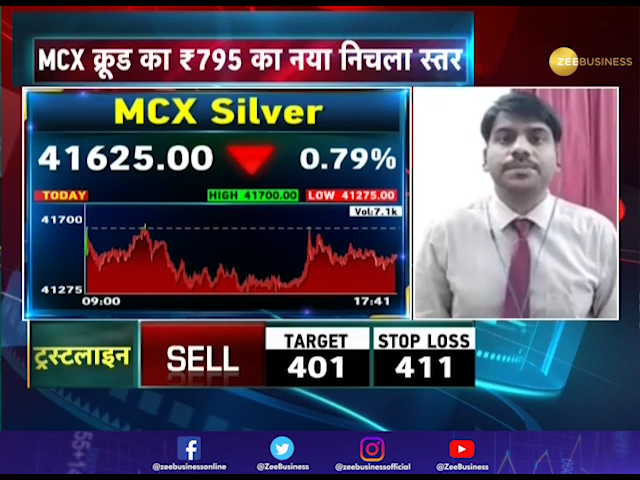 MCX क्रूड का ₹795 का नया निचला स्तर
ZEEBUSINESS
MCX Silver
41625.00 0.79%
TODAY HIGH 41700.00 LOW 41275.00
Vol:7.1k
41700
41275
09:00 17:41
ट्रस्टलाइन SELL TARGET 401 STOP LOSS 411
@zeebusinessonline @ZeeBusiness @zeebusinessofficial @ZeeBusiness